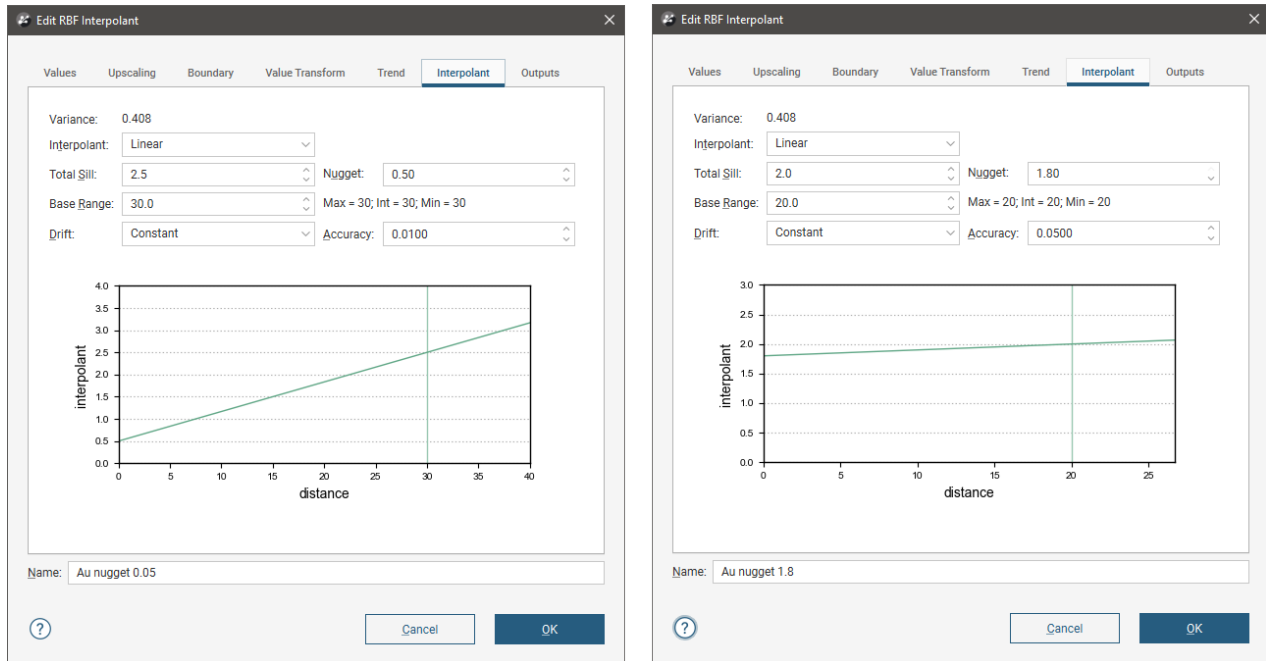 Edit RBF Interpolant
Values Upscaling Boundary Value Transform Trend Interpolant Outputs
Variance: 0.408
Interpolant: Linear
Total Sill: 2.5 Nugget: 0.50
Base Range: 30.0 Max = 30; Int = 30; Min = 30
Drift: Constant Accuracy: 0.0100
4.0
3.5
3.0
2.5
2.0
1.5
1.0
0.5
0.0
interpolant
0 5 10 15 20 25 30 35 40
distance
Name: Au nugget 0.05
? Cancel OK
Edit RBF Interpolant
Values Upscaling Boundary Value Transform Trend Interpolant Outputs
Variance: 0.408
Interpolant: Linear
Total Sill: 2.0 Nugget: 1.80
Base Range: 20.0 Max = 20; Int = 20; Min = 20
Drift: Constant Accuracy: 0.0500
3.0
2.5
2.0
1.5
1.0
0.5
0.0
interpolant
0 5 10 15 20 25
distance
Name: Au nugget 1.8
? Cancel OK